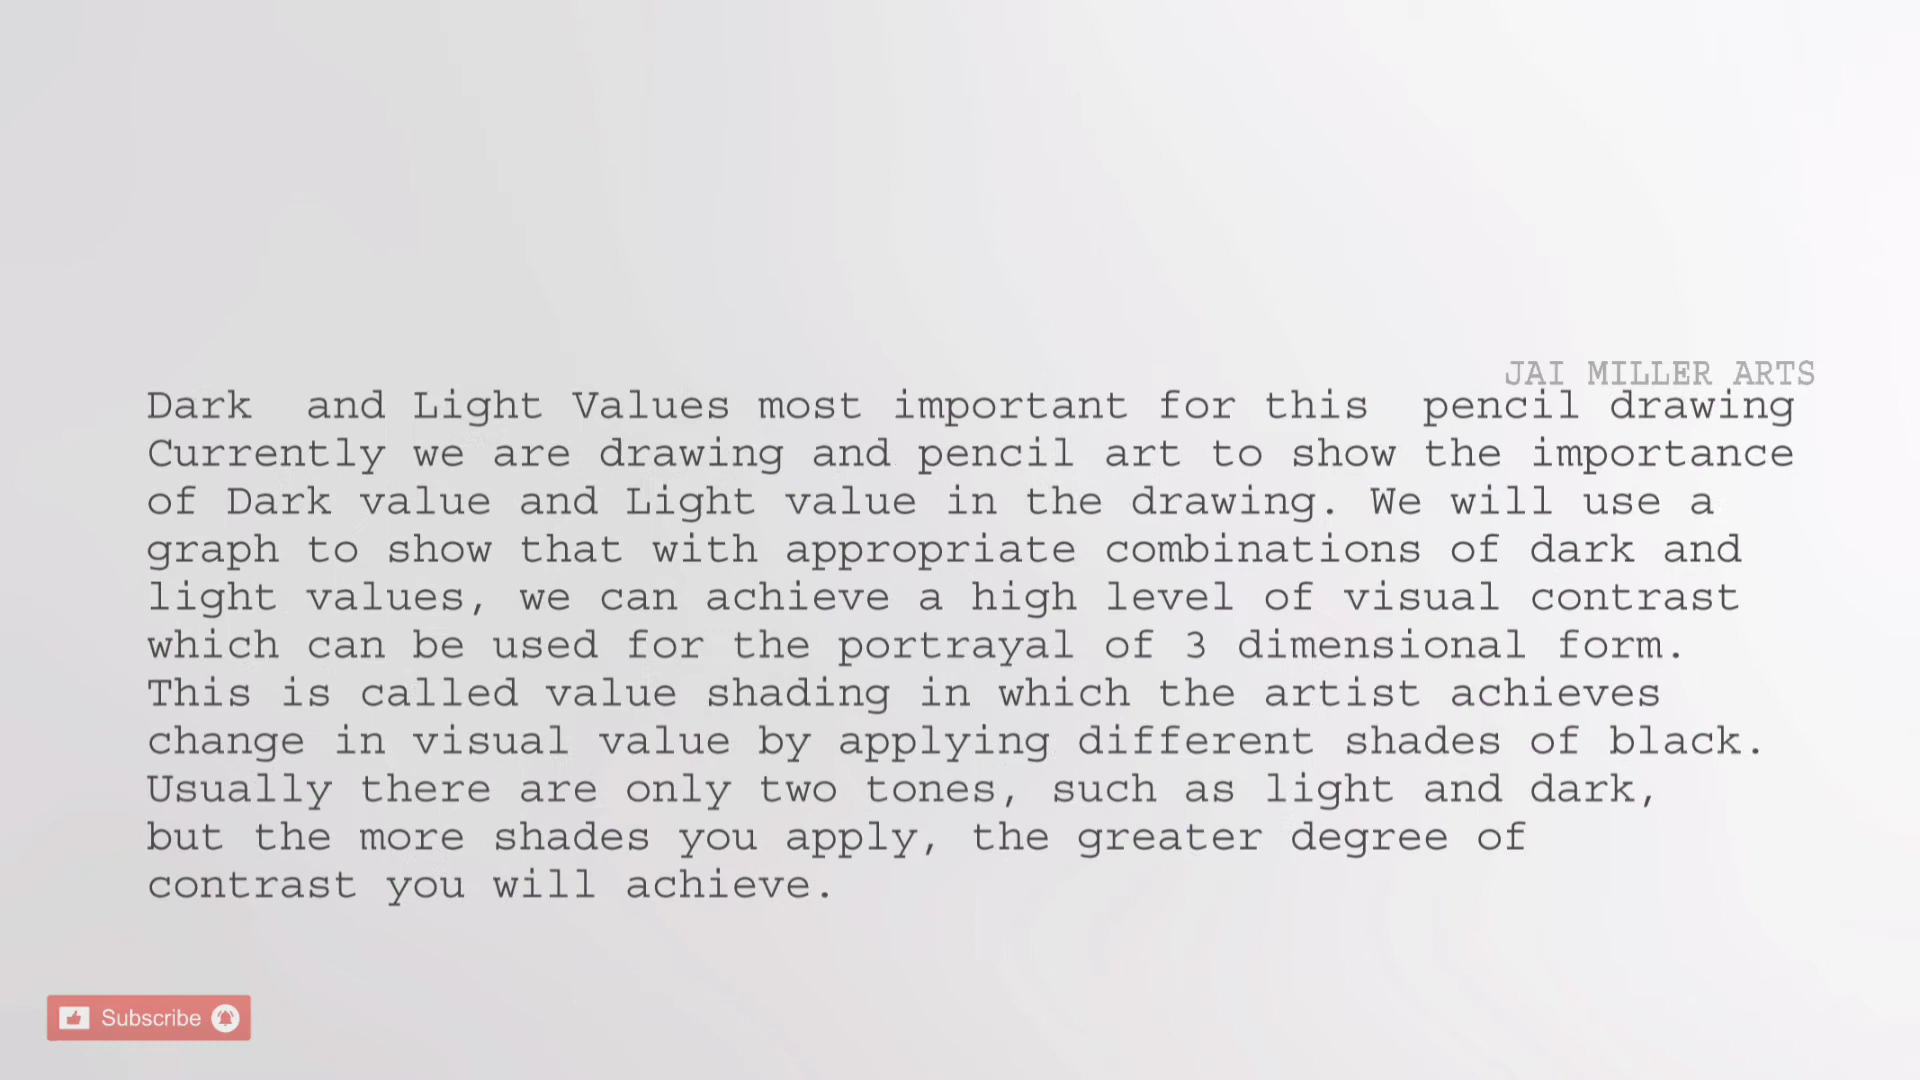 JAI MILLER ARTS
Dark and Light Values most important for this pencil drawing
Currently we are drawing and pencil art to show the importance
of Dark value and Light value in the drawing. We will use a
graph to show that with appropriate combinations of dark and
light values, we can achieve a high level of visual contrast
which can be used for the portrayal of 3 dimensional form.
This is called value shading in which the artist achieves
change in visual value by applying different shades of black.
Usually there are only two tones, such as light and dark,
but the more shades you apply, the greater degree of
contrast you will achieve.
Subscribe